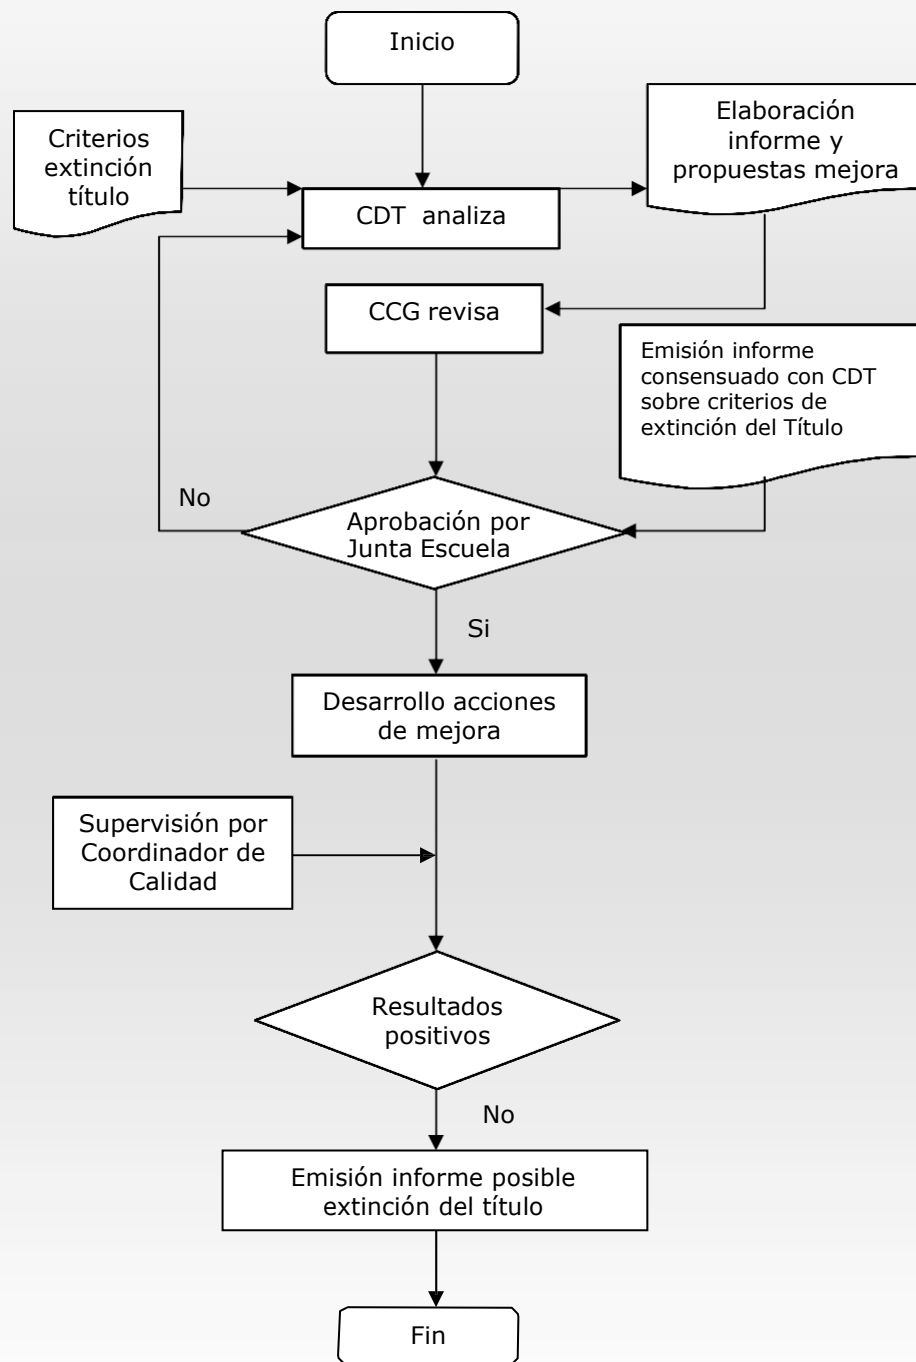 Inicio
Criterios
extinción
título
Elaboración
informe y
propuestas mejora
CDT analiza
CCG revisa
Emisión informe
consensuado con CDT
sobre criterios de
extinción del Título
No
Aprobación por
Junta Escuela
Si
Desarrollo acciones
de mejora
Supervisión por
Coordinador de
Calidad
Resultados
positivos
No
Emisión informe posible
extinción del título
Fin